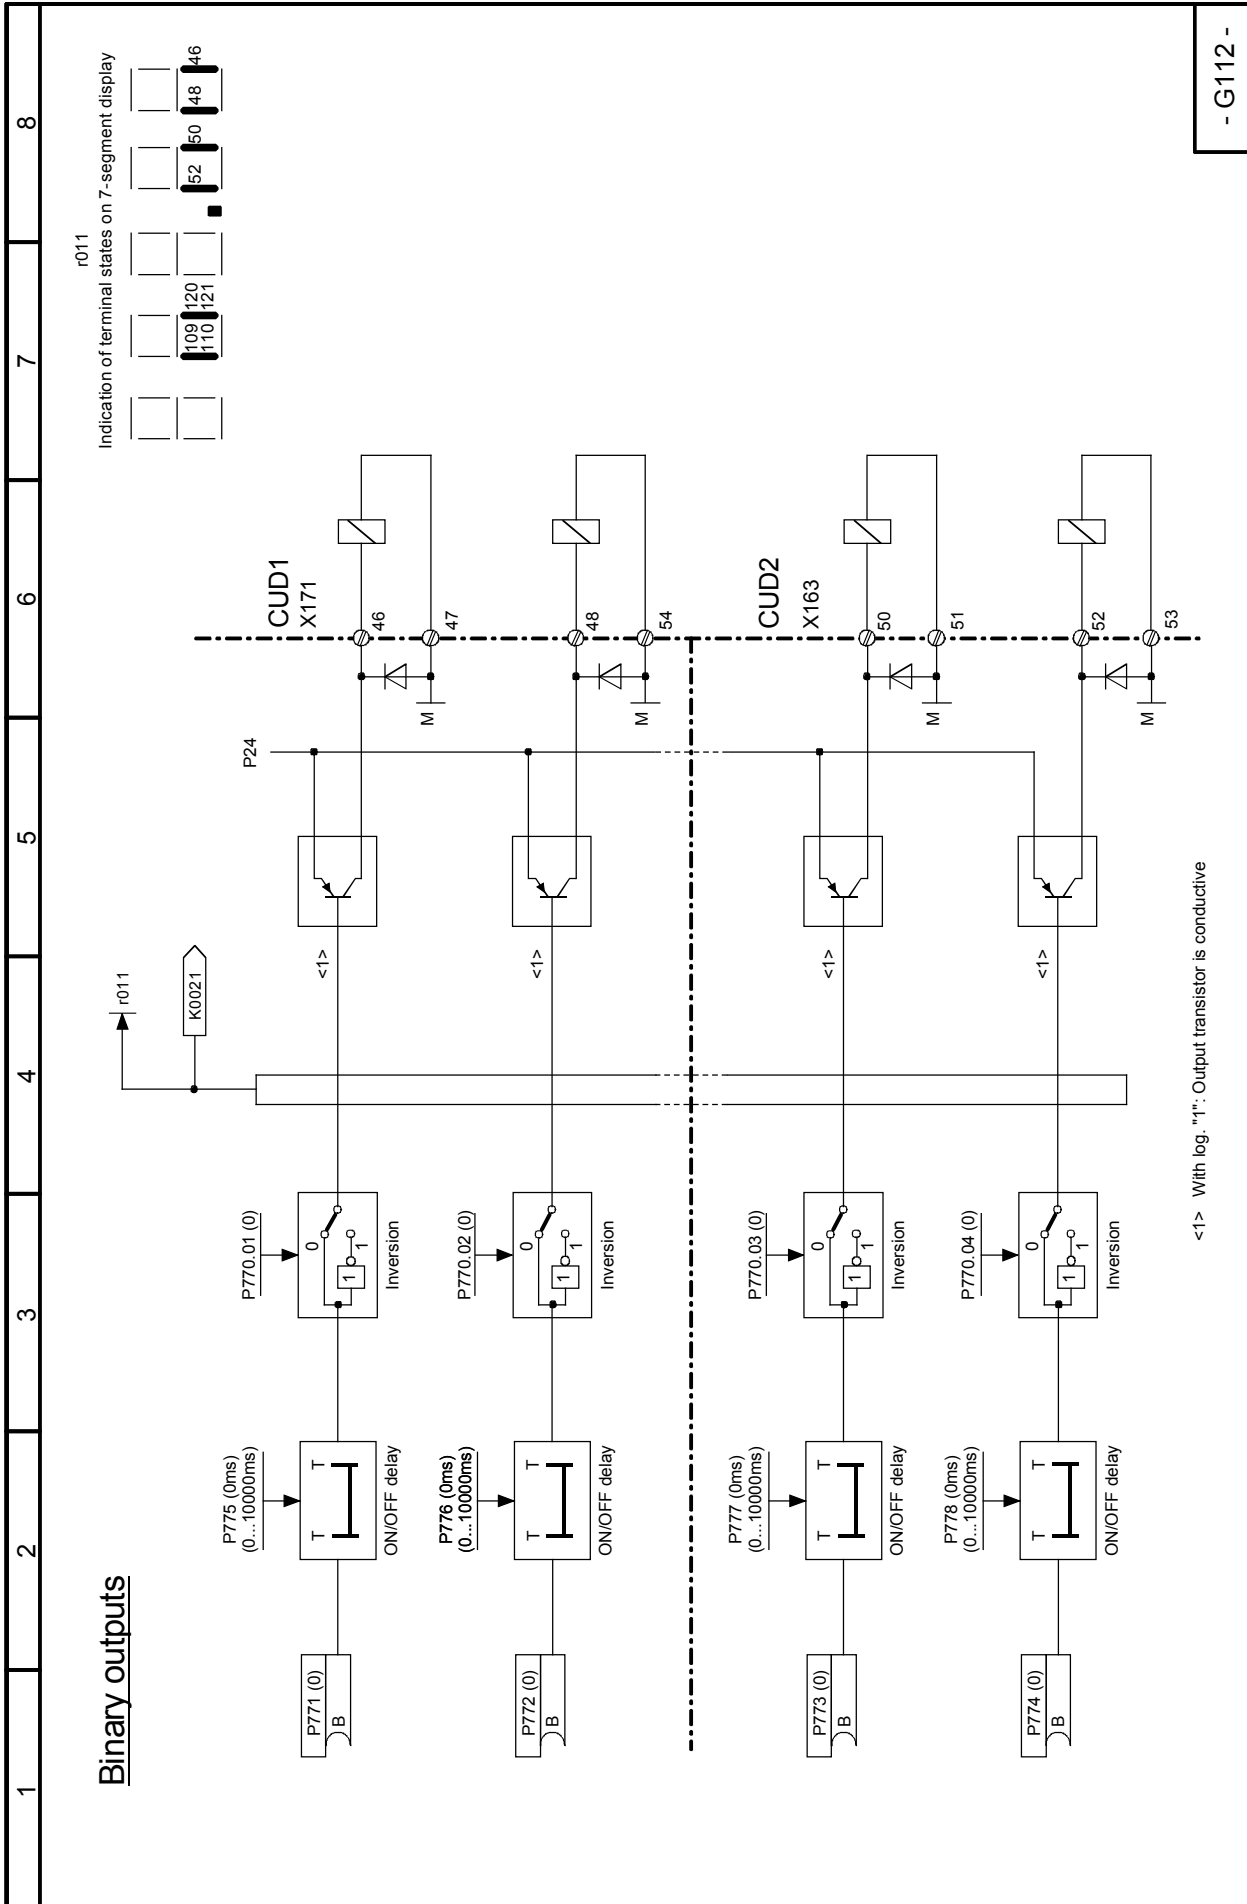 1 2 3 4 5 6 7 8
Binary outputs
r011
Indication of terminal states on 7-segment display
109 120 52 50 48 46
110 121
r011
K0021
P24
CUD1
X171
P771 (0)
B
P775 (0ms)
(0...10000ms)
T T
ON/OFF delay
P770.01 (0)
0
1 1
Inversion
<1>
46
47
M
P772 (0)
B
P776 (0ms)
(0...10000ms)
T T
ON/OFF delay
P770.02 (0)
0
1 1
Inversion
<1>
48
54
M
CUD2
X163
P773 (0)
B
P777 (0ms)
(0...10000ms)
T T
ON/OFF delay
P770.03 (0)
0
1 1
Inversion
<1>
50
51
M
P774 (0)
B
P778 (0ms)
(0...10000ms)
T T
ON/OFF delay
P770.04 (0)
0
1 1
Inversion
<1>
52
53
M
<1> With log. "1": Output transistor is conductive
- G112 -